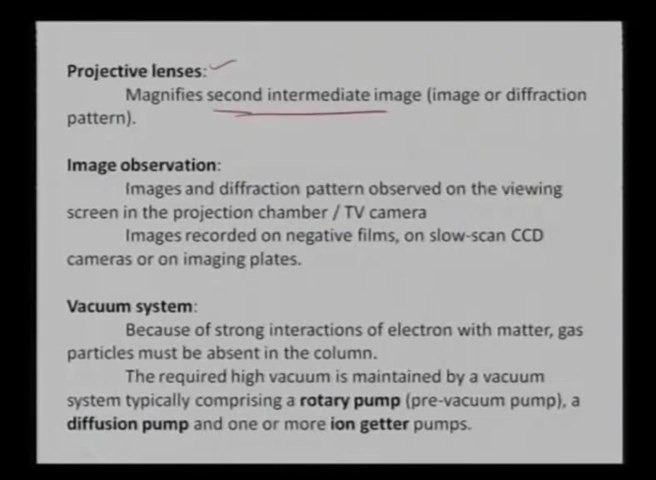 Projective lenses:
Magnifies second intermediate image (image or diffraction
pattern).
Image observation:
Images and diffraction pattern observed on the viewing
screen in the projection chamber / TV camera
Images recorded on negative films, on slow-scan CCD
cameras or on imaging plates.
Vacuum system:
Because of strong interactions of electron with matter, gas
particles must be absent in the column.
The required high vacuum is maintained by a vacuum
system typically comprising a rotary pump (pre-vacuum pump), a
diffusion pump and one or more ion getter pumps.